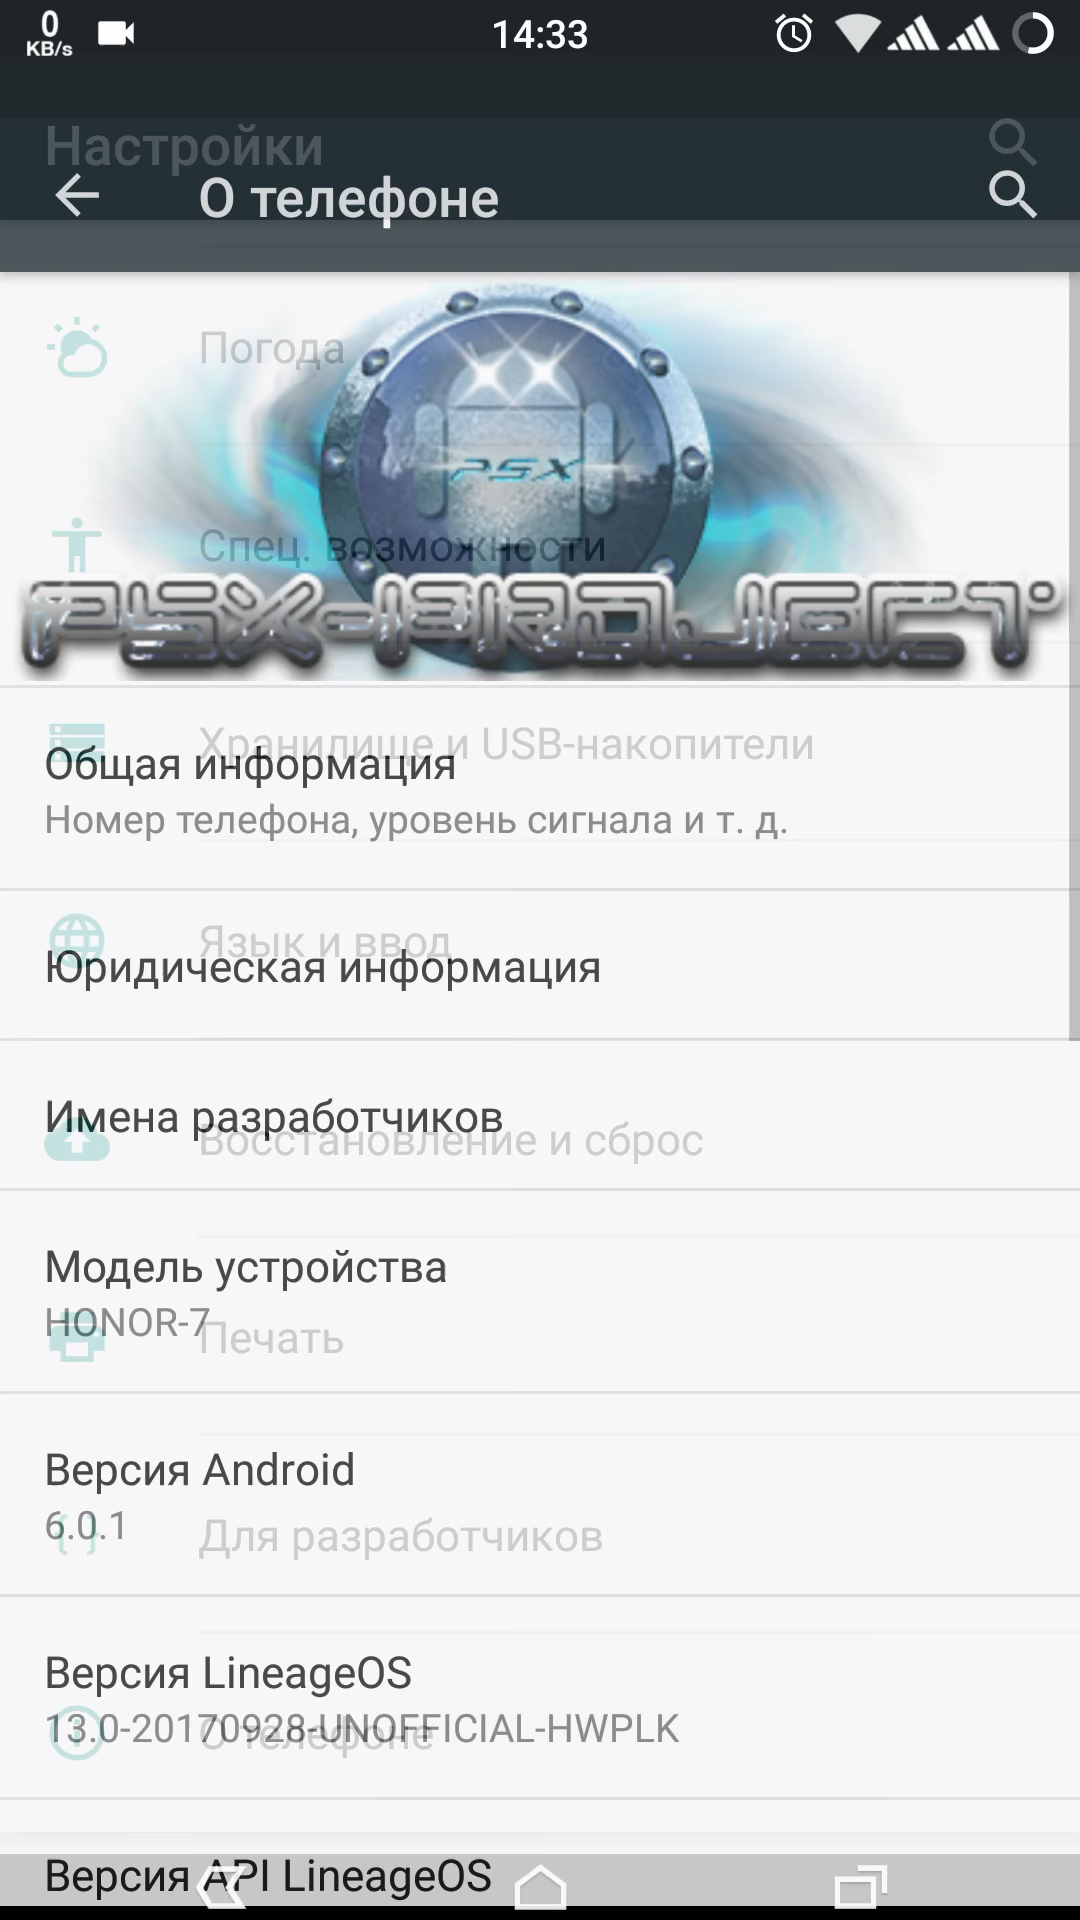 0
KB/s
14:33
Настройки
О телефоне
Погода
PSX
Спец. возможности
PSX-PROJECT
Хранилище и USB-накопители
Общая информация
Номер телефона, уровень сигнала и т. д.
Язык и ввод
Юридическая информация
Имена разработчиков
Восстановление и сброс
Модель устройства
HONOR-7
Печать
Версия Android
6.0.1
Для разработчиков
Версия LineageOS
13.0-20170928-UNOFFICIAL-HWPLK
О телефоне
Версия API LineageOS